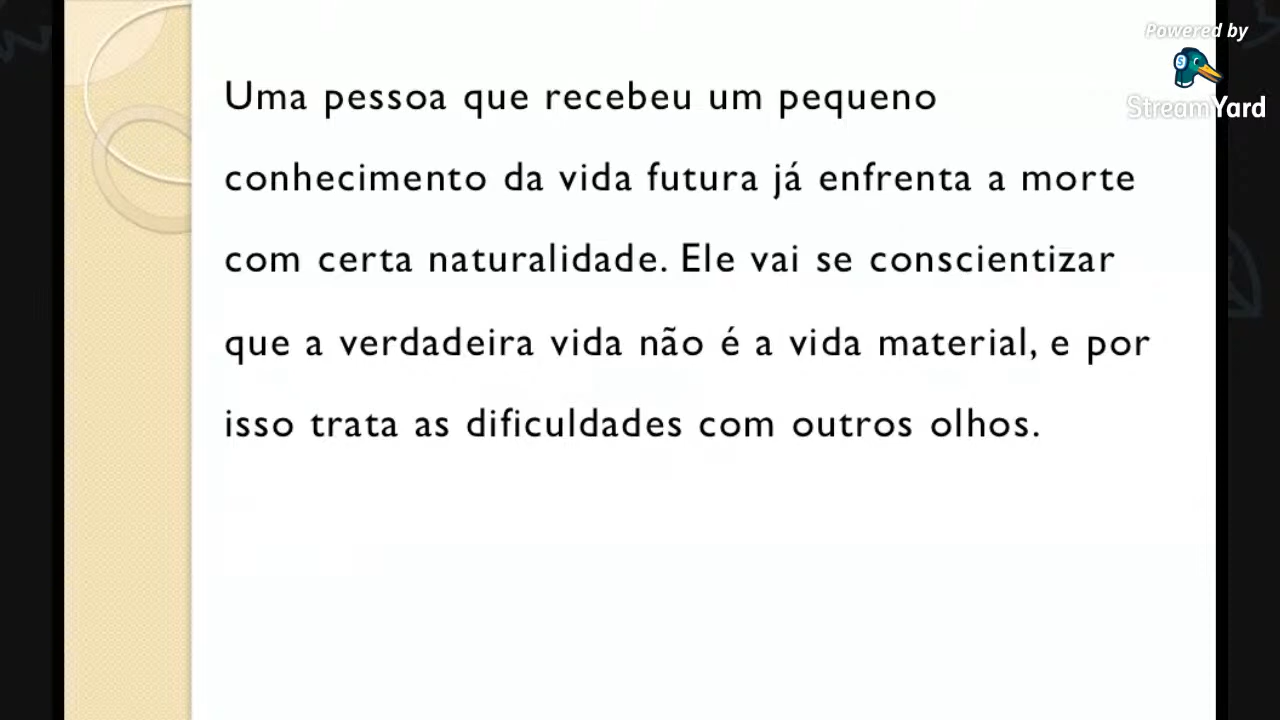 Powered by
StreamYard
Uma pessoa que recebeu um pequeno
conhecimento da vida futura já enfrenta a morte
com certa naturalidade. Ele vai se conscientizar
que a verdadeira vida não é a vida material, e por
isso trata as dificuldades com outros olhos.